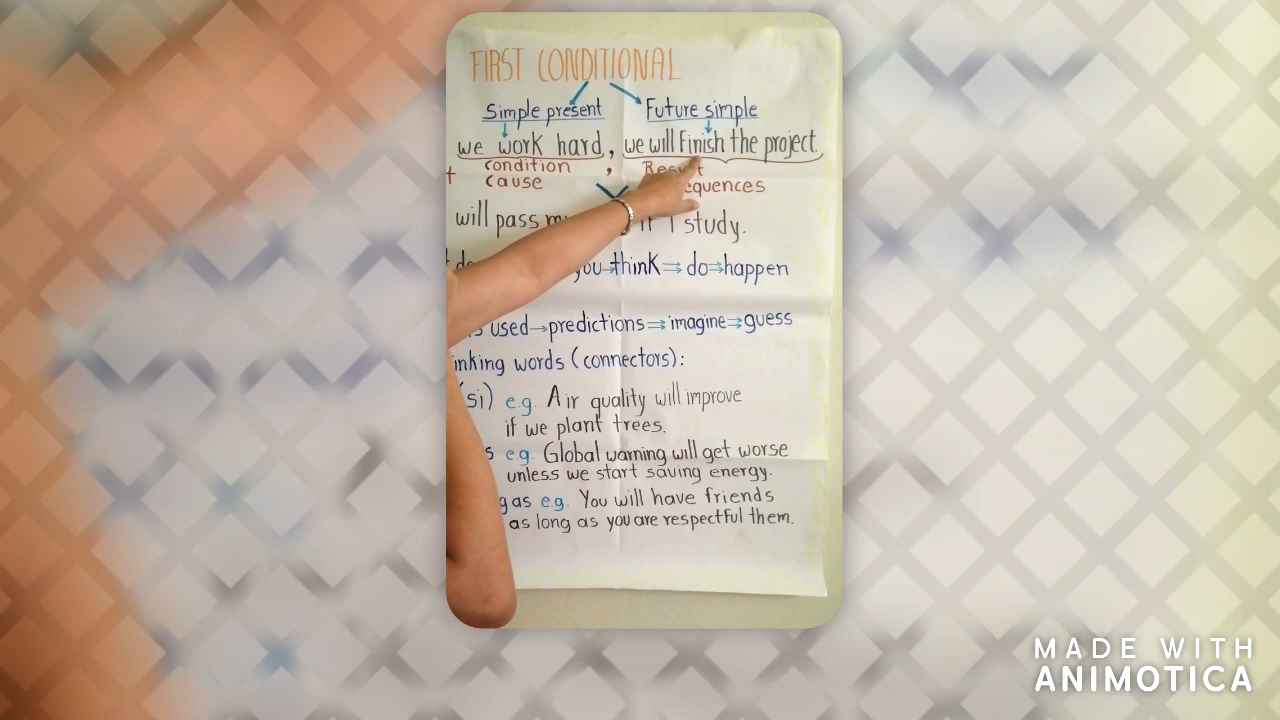 FIRST CONDITIONAL
Simple present Future simple
we work hard, we will finish the project.
condition , 
cause
will pass if I study.
you→think⇒do⇒happen
used→predictions⇒imagine⇒guess
inking words (connectors):
(si) e.g. Air quality will improve
if we plant trees.
s e.g. Global warning will get worse
unless we start saving energy.
g as e.g. You will have friends
as long as you are respectful them.
MADE WITH
ANIMOTICA